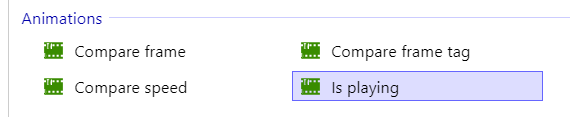 Animations
Compare frame
Compare frame tag
Compare speed
Is playing